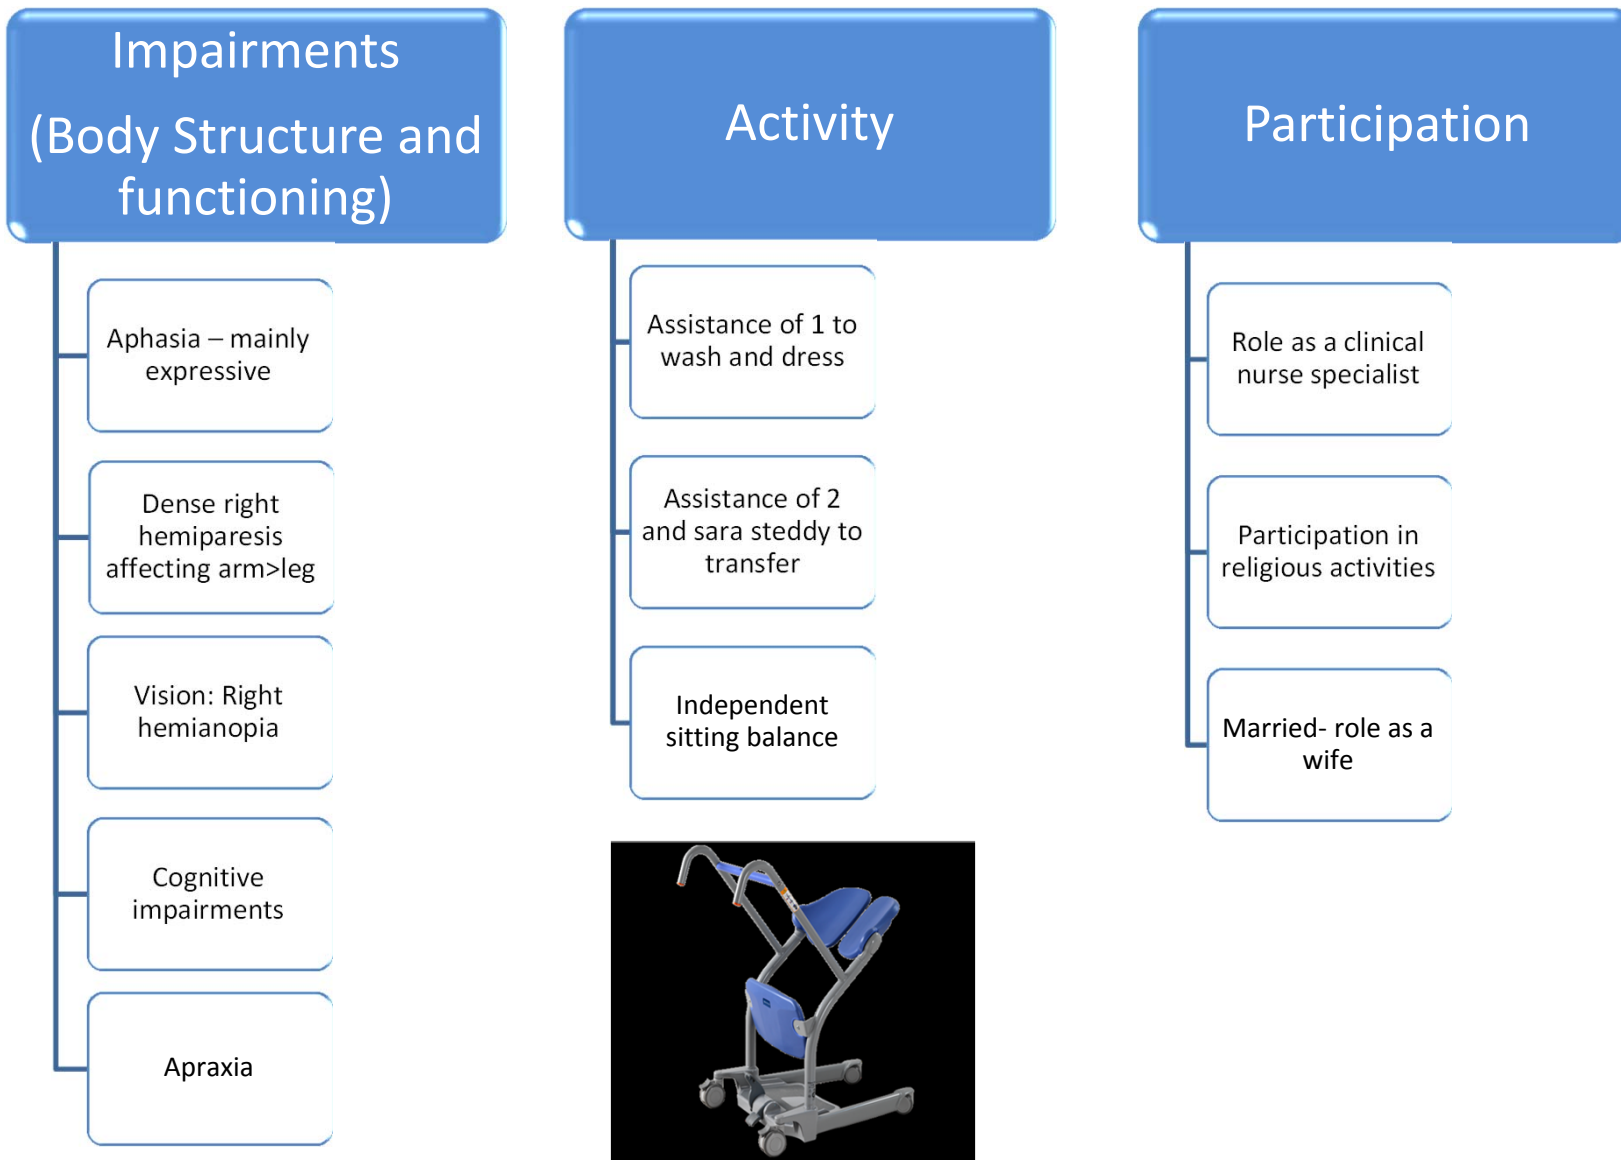 Impairments
(Body Structure and
functioning)
Aphasia – mainly
expressive
Dense right
hemiparesis
affecting arm>leg
Vision: Right
hemianopia
Cognitive
impairments
Apraxia
Activity
Assistance of 1 to
wash and dress
Assistance of 2
and sara steddy to
transfer
Independent
sitting balance
Participation
Role as a clinical
nurse specialist
Participation in
religious activities
Married- role as a
wife